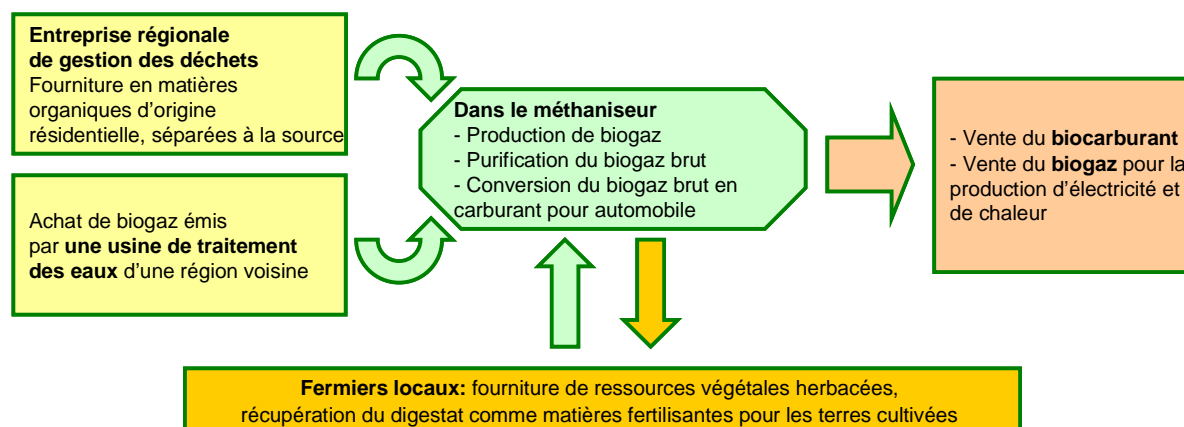 Entreprise régionale
de gestion des déchets
Fourniture en matières
organiques d’origine
résidentielle, séparées à la source
Achat de biogaz émis
par une usine de traitement
des eaux d’une région voisine
Dans le méthaniseur
- Production de biogaz
- Purification du biogaz brut
- Conversion du biogaz brut en
carburant pour automobile
- Vente du biocarburant
- Vente du biogaz pour la
production d’électricité et
de chaleur
Fermiers locaux: fourniture de ressources végétales herbacées,
récupération du digestat comme matières fertilisantes pour les terres cultivées